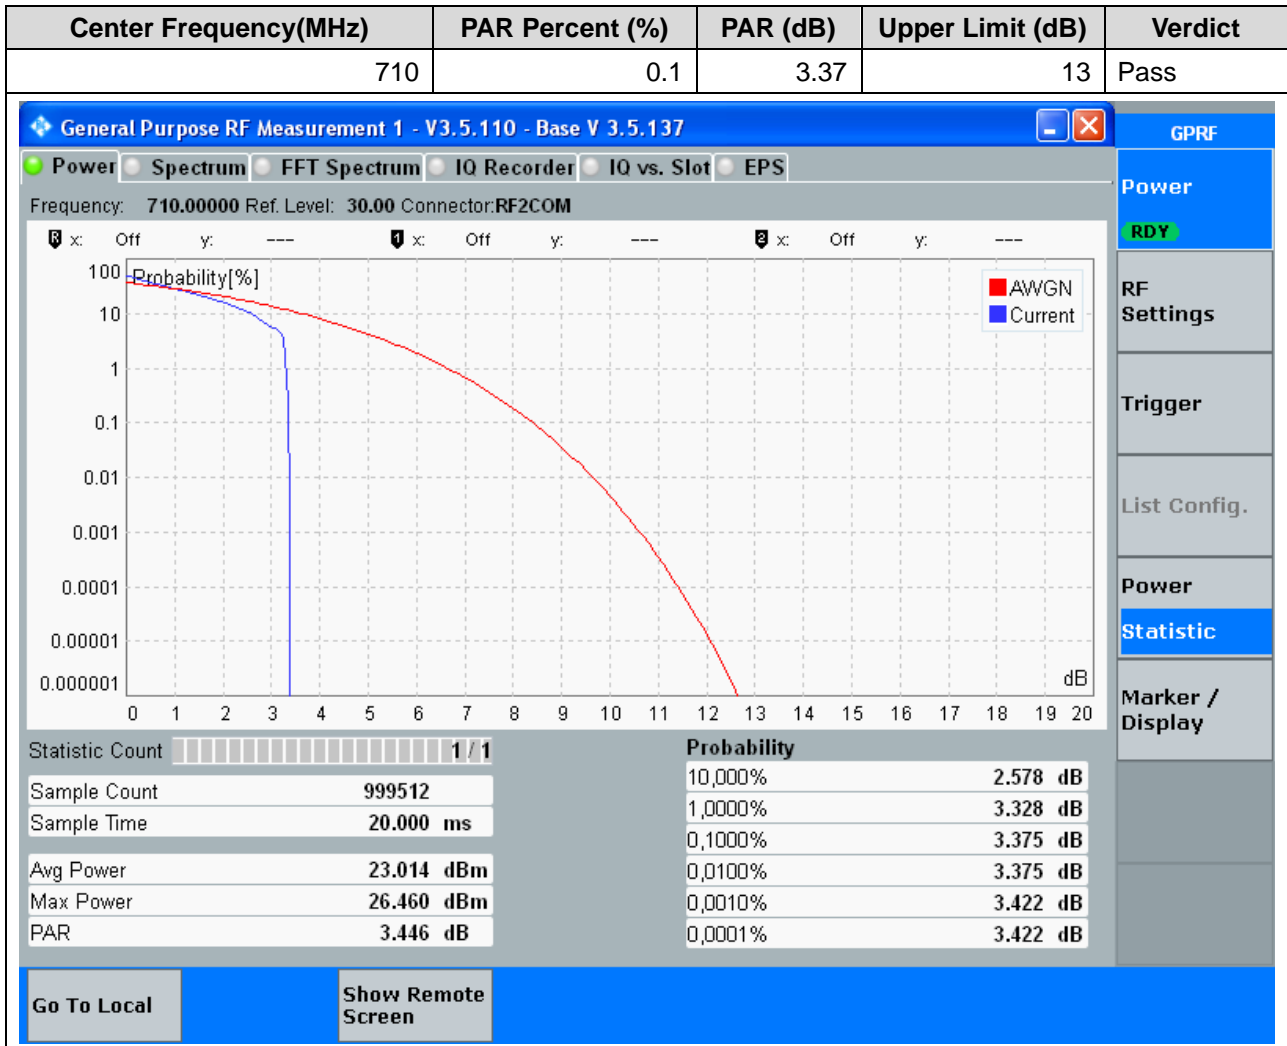 Center Frequency(MHz) PAR Percent (%) PAR (dB) Upper Limit (dB) Verdict
710 0.1 3.37 13 Pass
General Purpose RF Measurement 1 - V3.5.110 - Base V 3.5.137
GPRF
Power Spectrum FFT Spectrum IQ Recorder IQ vs. Slot EPS
Power
RDY
Frequency: 710.00000 Ref. Level: 30.00 Connector:RF2COM
R x: Off y: --- 1 x: Off y: --- 2 x: Off y: ---
Probability[%]
AWGN
Current
100
10
1
0.1
0.01
0.001
0.0001
0.00001
0.000001
dB
0 1 2 3 4 5 6 7 8 9 10 11 12 13 14 15 16 17 18 19 20
RF
Settings
Trigger
List Config.
Power
Statistic
Marker /
Display
Statistic Count 1 / 1
Sample Count 999512
Sample Time 20.000 ms
Avg Power 23.014 dBm
Max Power 26.460 dBm
PAR 3.446 dB
Probability
10,000% 2.578 dB
1,0000% 3.328 dB
0,1000% 3.375 dB
0,0100% 3.375 dB
0,0010% 3.422 dB
0,0001% 3.422 dB
Go To Local
Show Remote
Screen